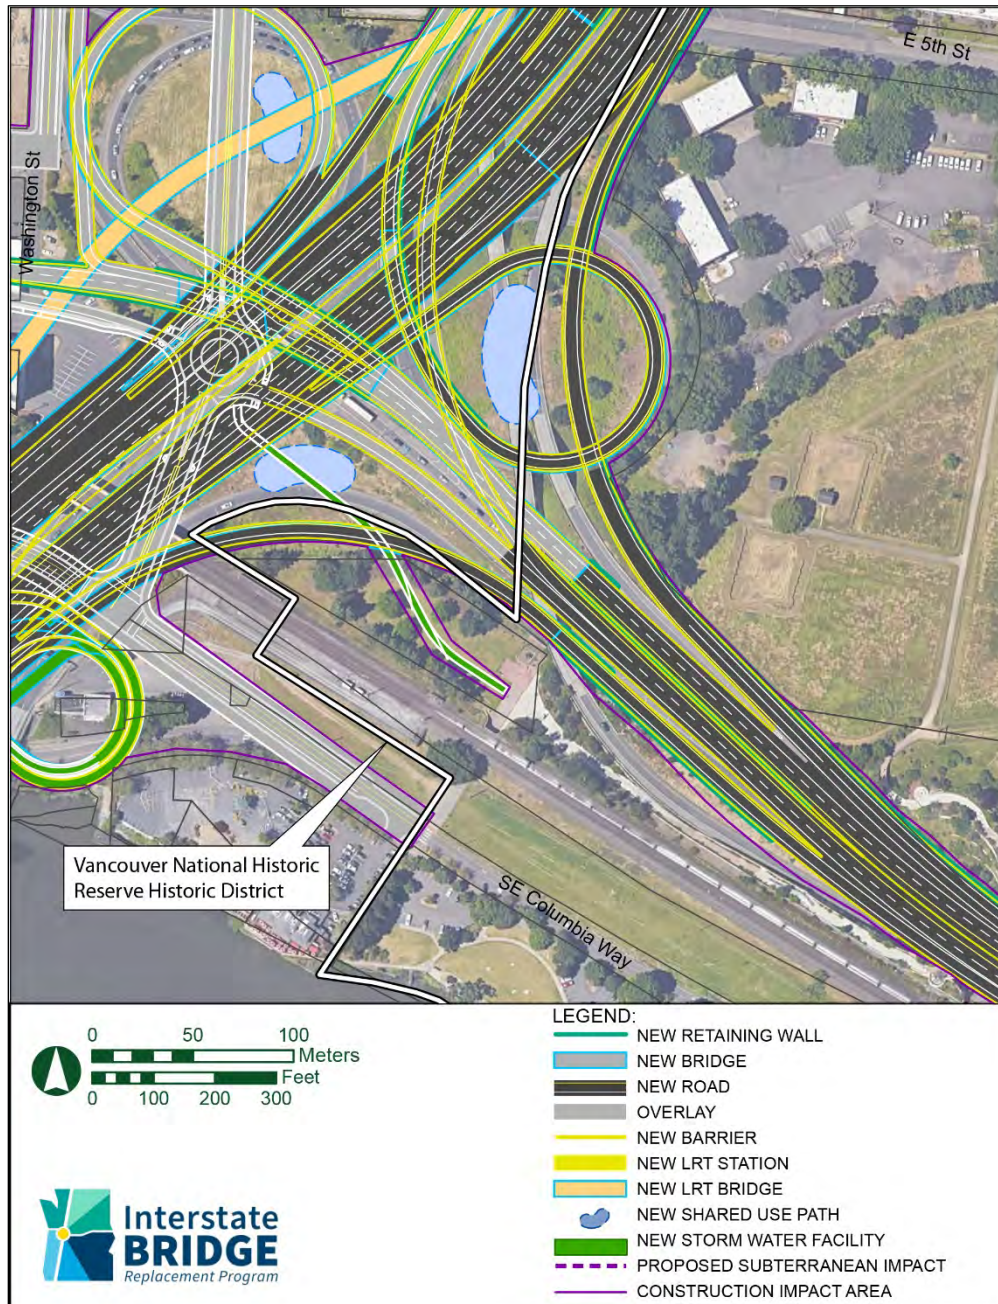 E 5th St
Washington St
Vancouver National Historic
Reserve Historic District
SE Columbia Way
0 50 100
Meters
Feet
0 100 200 300
Interstate
BRIDGE
Replacement Program
LEGEND:
NEW RETAINING WALL
NEW BRIDGE
NEW ROAD
OVERLAY
NEW BARRIER
NEW LRT STATION
NEW LRT BRIDGE
NEW SHARED USE PATH
NEW STORM WATER FACILITY
PROPOSED SUBTERRANEAN IMPACT
CONSTRUCTION IMPACT AREA